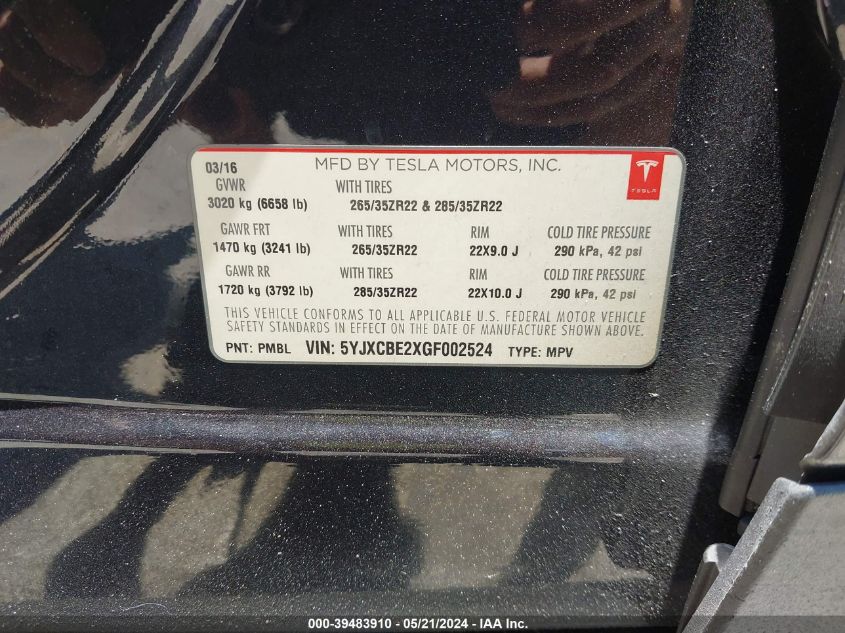 03/16 MFD BY TESLA MOTORS, INC.
GVWR WITH TIRES
3020 kg (6658 lb) 265/35ZR22 & 285/35ZR22
TESLA
GAWR FRT WITH TIRES RIM COLD TIRE PRESSURE
1470 kg (3241 lb) 265/35ZR22 22X9.0 J 290 kPa, 42 psi
GAWR RR WITH TIRES RIM COLD TIRE PRESSURE
1720 kg (3792 lb) 285/35ZR22 22X10.0 J 290 kPa, 42 psi
THIS VEHICLE CONFORMS TO ALL APPLICABLE U.S. FEDERAL MOTOR VEHICLE
SAFETY STANDARDS IN EFFECT ON THE DATE OF MANUFACTURE SHOWN ABOVE.
PNT: PMBL VIN: 5YJXCBE2XGF002524 TYPE: MPV
000-39483910 - 05/21/2024 - IAA Inc.